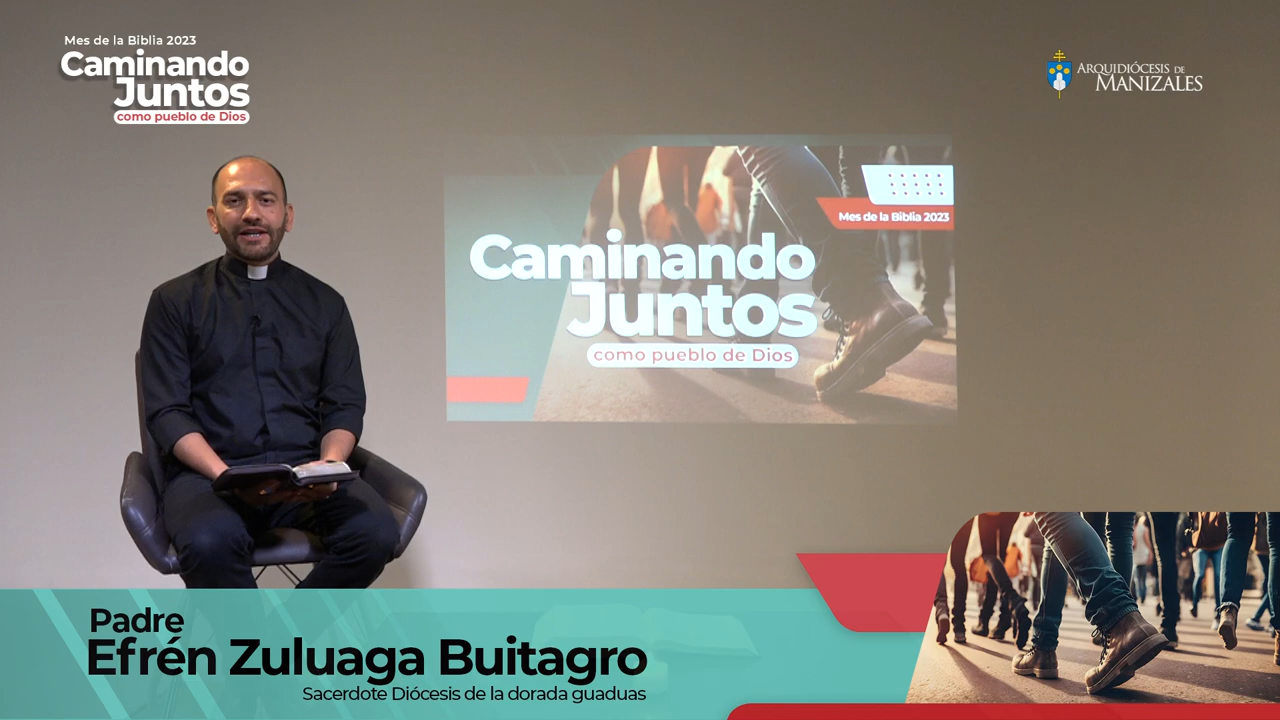 Mes de la Biblia 2023
Caminando
Juntos
como pueblo de Dios
ARQUIDIÓCESIS DE
MANIZALES
Mes de la Biblia 2023
Caminando
Juntos
como pueblo de Dios
Padre
Efrén Zuluaga Buitagro
Sacerdote Diócesis de la dorada guaduas